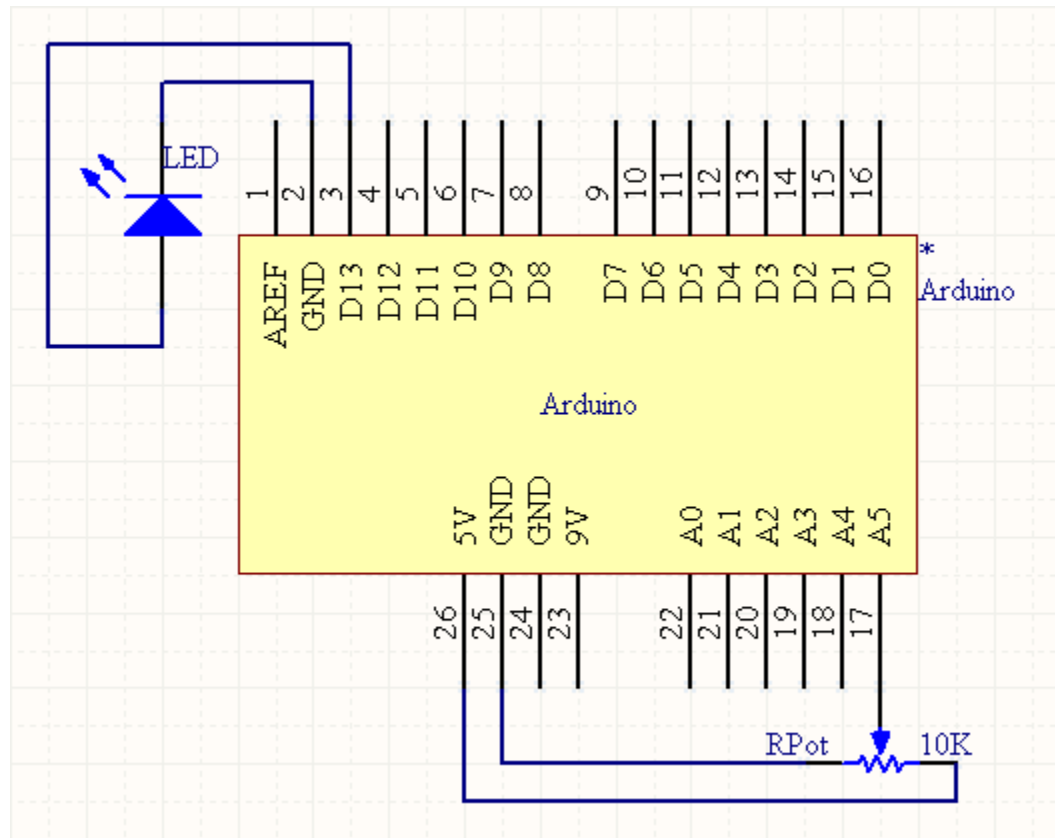 LED
1 2 3 4 5 6 7 8 9 10 11 12 13 14 15 16
AREF GND D13 D12 D11 D10 D9 D8 D7 D6 D5 D4 D3 D2 D1 D0
*
Arduino
Arduino
5V GND GND 9V A0 A1 A2 A3 A4 A5
26 25 24 23 22 21 20 19 18 17
RPot 10K